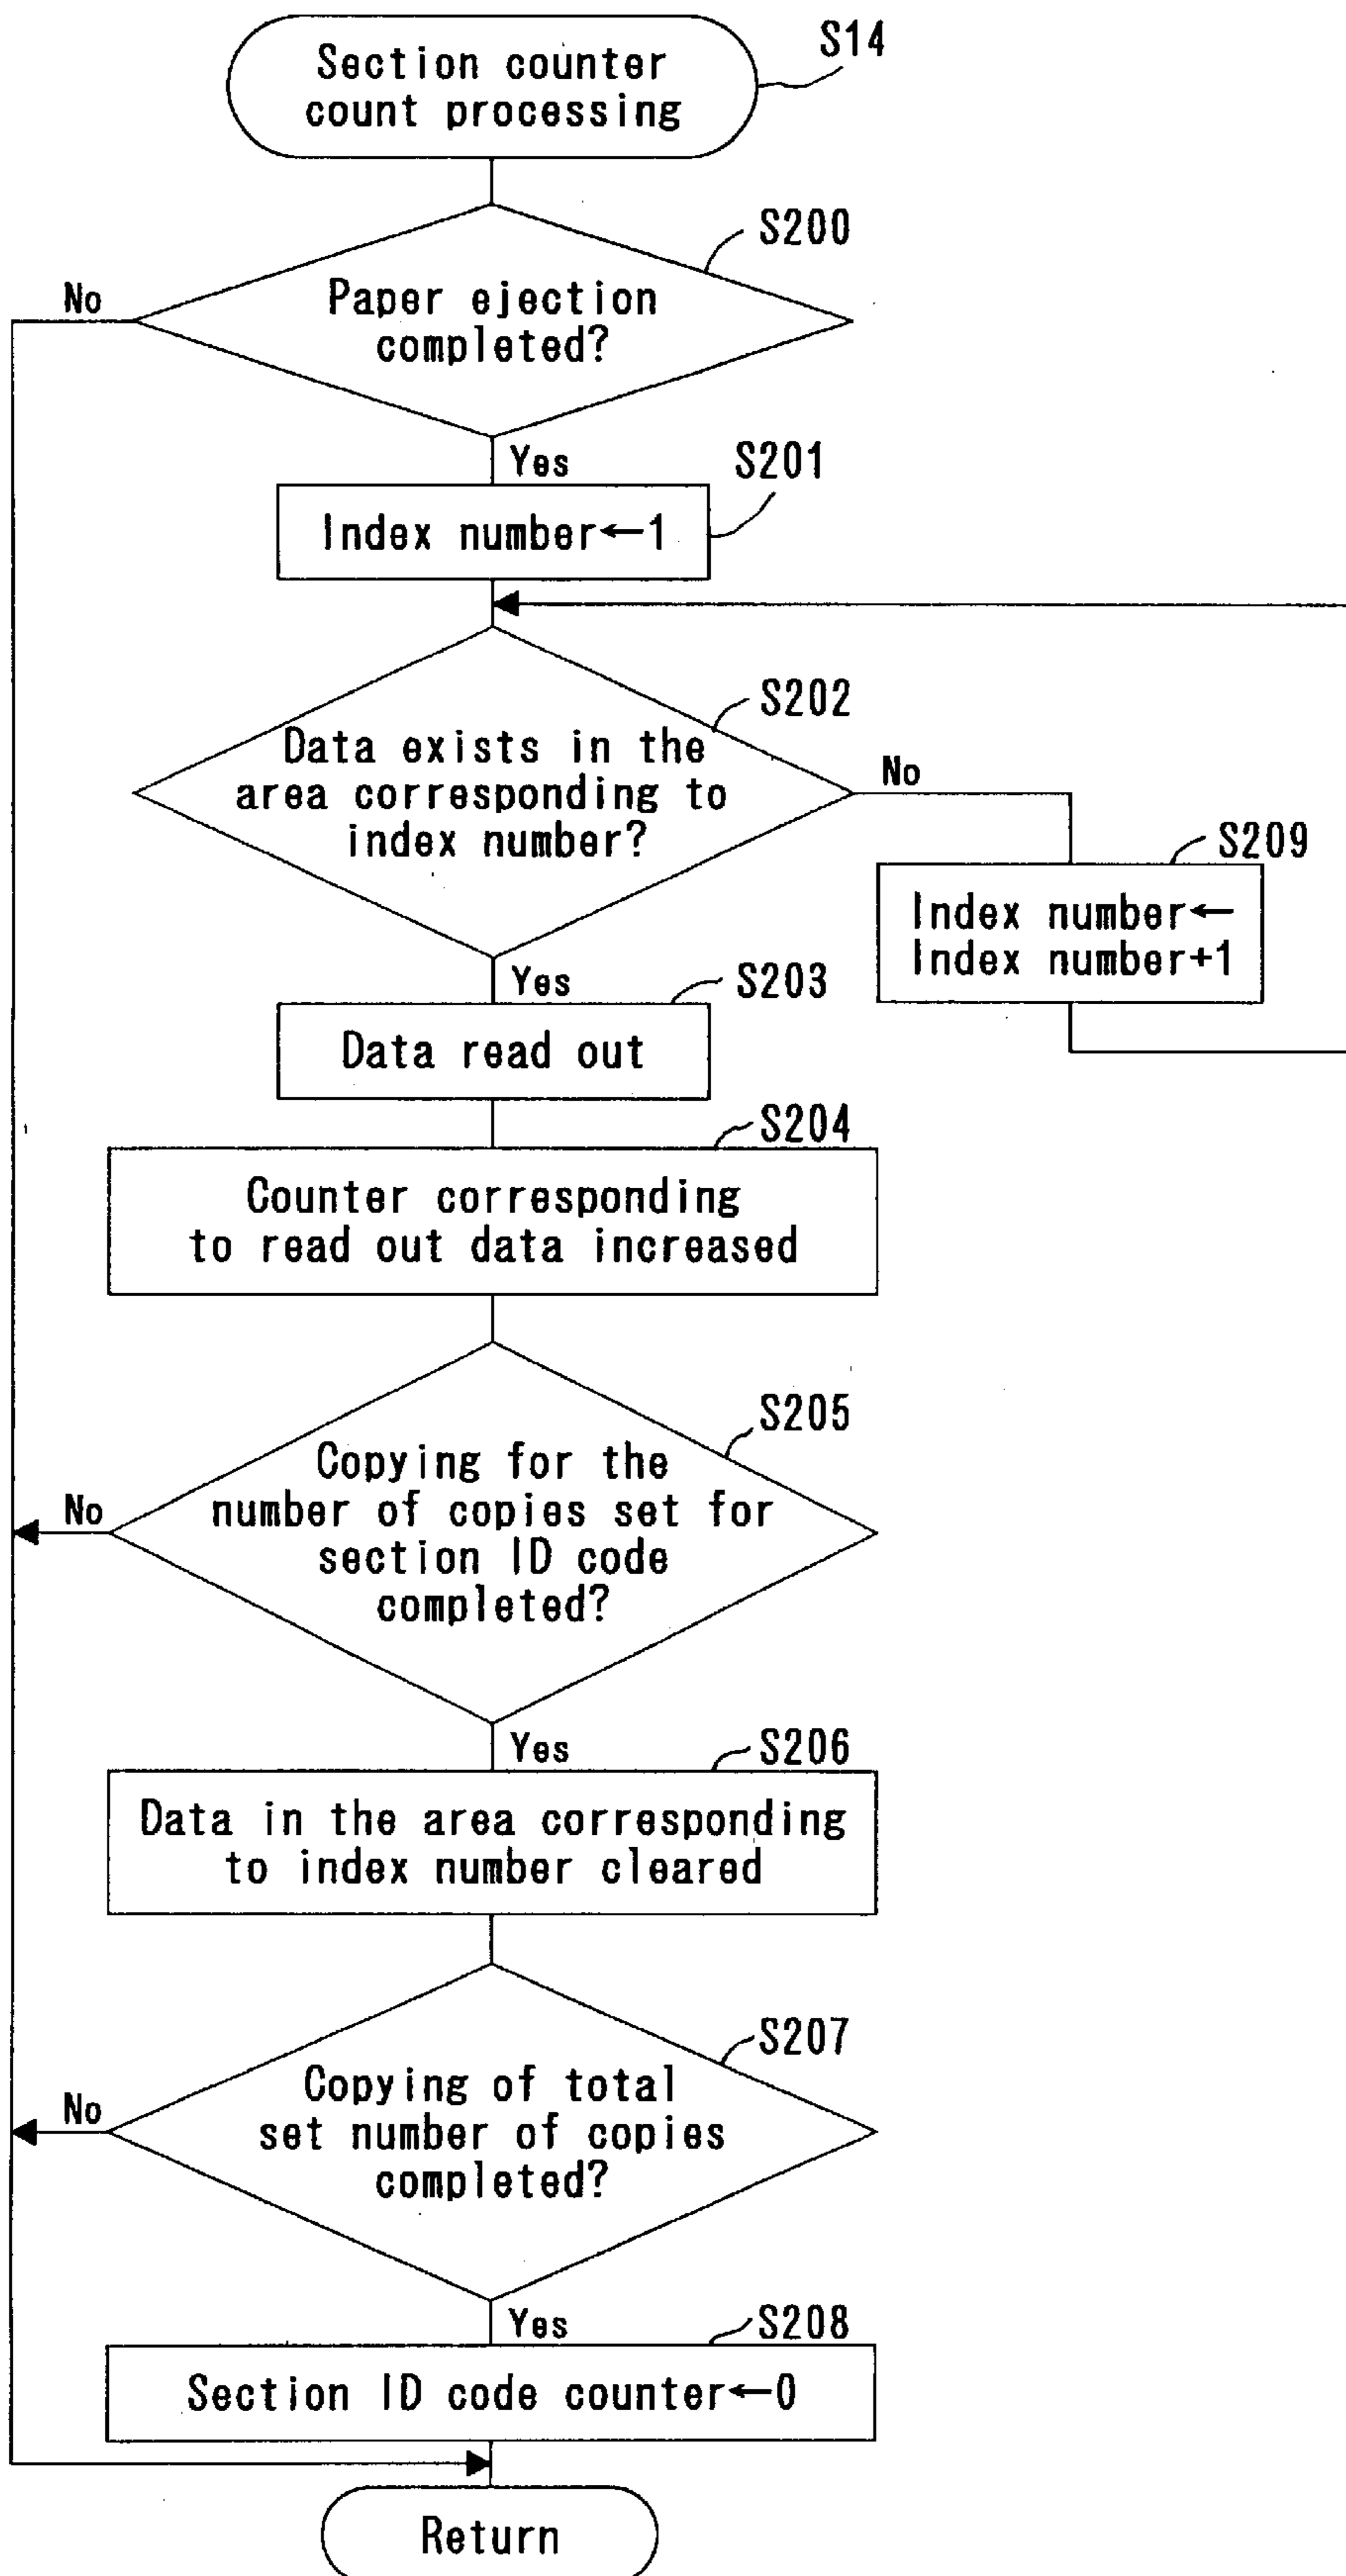 Section counter
count processing
S14
S200
No
Paper ejection
completed?
Yes
S201
Index number←1
S202
Data exists in the
area corresponding to
index number?
No
S209
Index number←
Index number+1
Yes
S203
Data read out
S204
Counter corresponding
to read out data increased
S205
Copying for the
number of copies set for
section ID code
completed?
No
Yes
S206
Data in the area corresponding
to index number cleared
S207
Copying of total
set number of copies
completed?
No
Yes
S208
Section ID code counter←0
Return